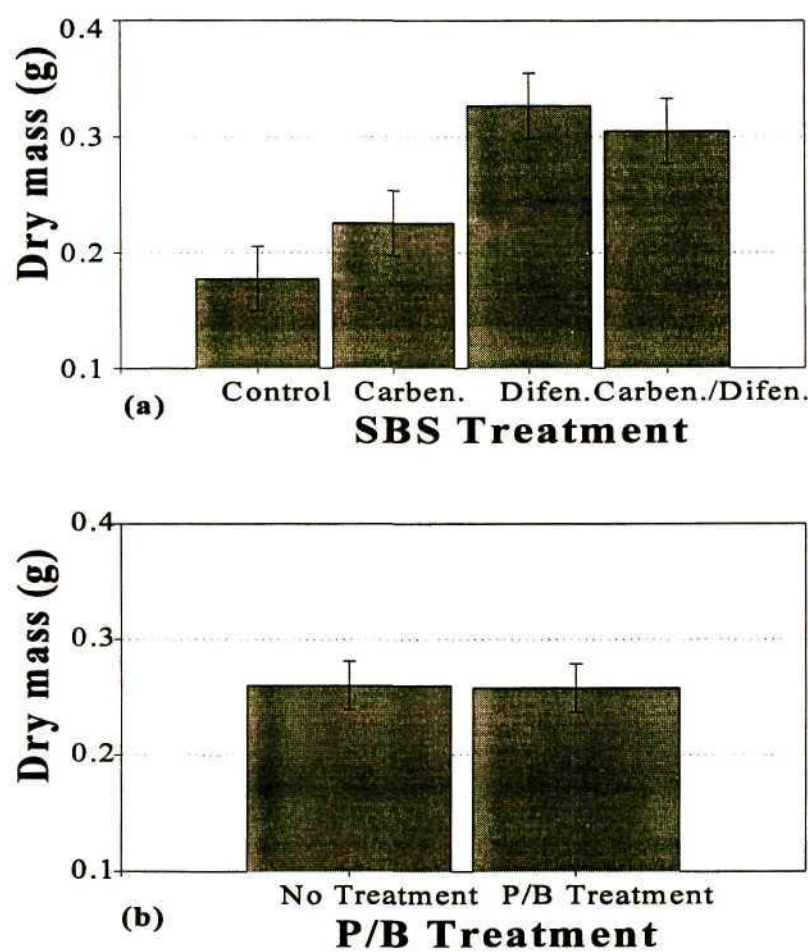 0.4
0.3
0.2
0.1
Dry mass (g)
Control Carben. Difen. Carben./Difen.
(a)
SBS Treatment
0.4
0.3
0.2
0.1
Dry mass (g)
No Treatment P/B Treatment
(b)
P/B Treatment